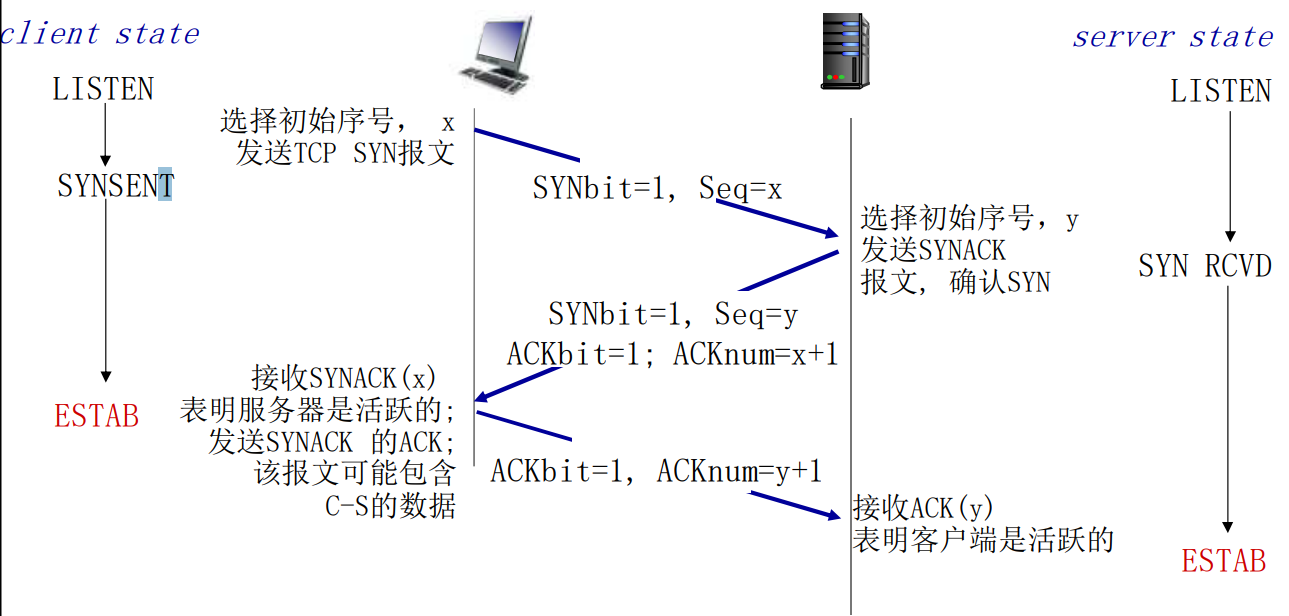 client state
server state
LISTEN
LISTEN
选择初始序号， x
发送TCP SYN报文
SYNSENT
SYNbit=1, Seq=x
选择初始序号，y
发送SYNACK
报文, 确认SYN
SYN RCVD
SYNbit=1, Seq=y
ACKbit=1; ACKnum=x+1
接收SYNACK(x)
表明服务器是活跃的;
发送SYNACK 的ACK;
该报文可能包含
C-S的数据
ESTAB
ACKbit=1, ACKnum=y+1
接收ACK(y)
表明客户端是活跃的
ESTAB